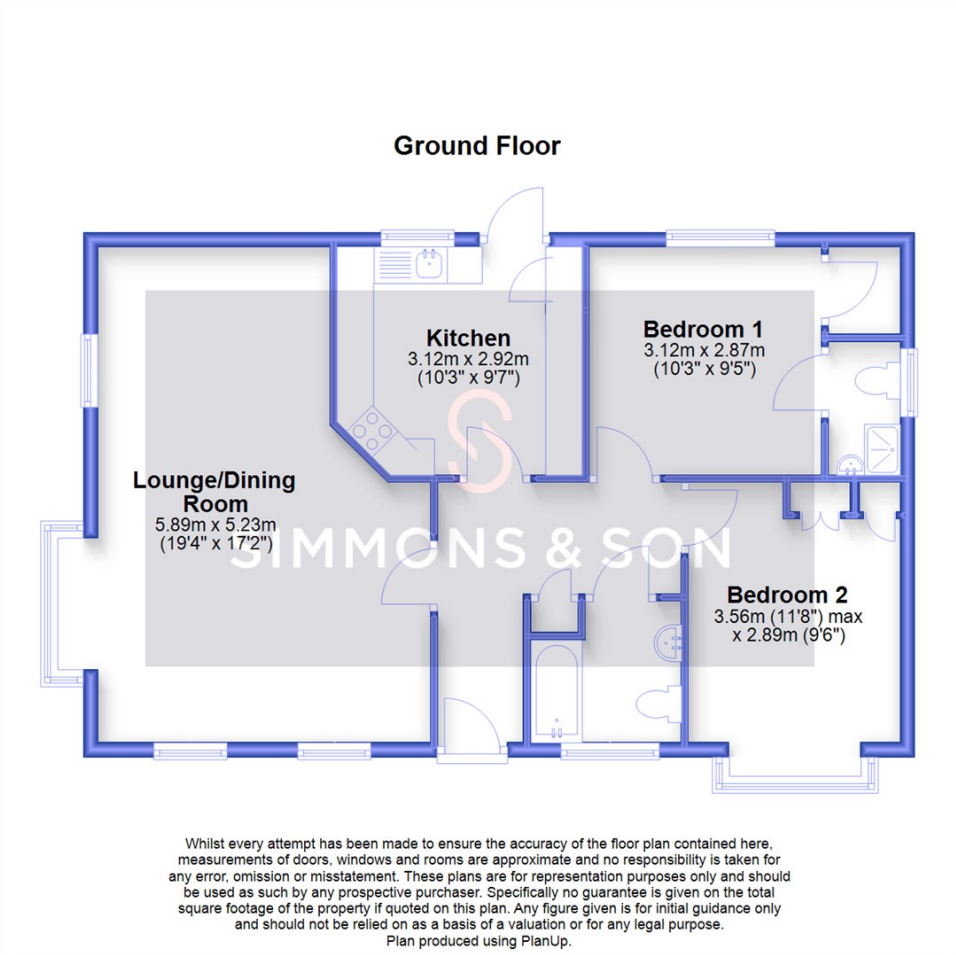 Ground Floor
Kitchen
3.12m x 2.92m
(10'3" x 9'7")
Bedroom 1
3.12m x 2.87m
(10'3" x 9'5")
Lounge/Dining
Room
5.89m x 5.23m
(19'4" x 17'2")
SIMMONS & SON
Bedroom 2
3.56m (11'8") max
x 2.89m (9'6")
Whilst every attempt has been made to ensure the accuracy of the floor plan contained here,
measurements of doors, windows and rooms are approximate and no responsibility is taken for
any error, omission or misstatement. These plans are for representation purposes only and should
be used as such by any prospective purchaser. Specifically no guarantee is given on the total
square footage of the property if quoted on this plan. Any figure given is for initial guidance only
and should not be relied on as a basis of a valuation or for any legal purpose.
Plan produced using PlanUp.